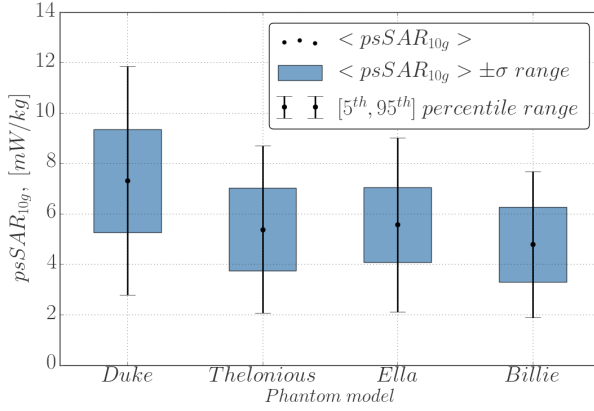 14
12
10
8
6
4
2
0
psSAR10g, [mW/kg]
< psSAR10g >
< psSAR10g > ±σ range
[5th, 95th] percentile range
Duke Thelonious Ella Billie
Phantom model